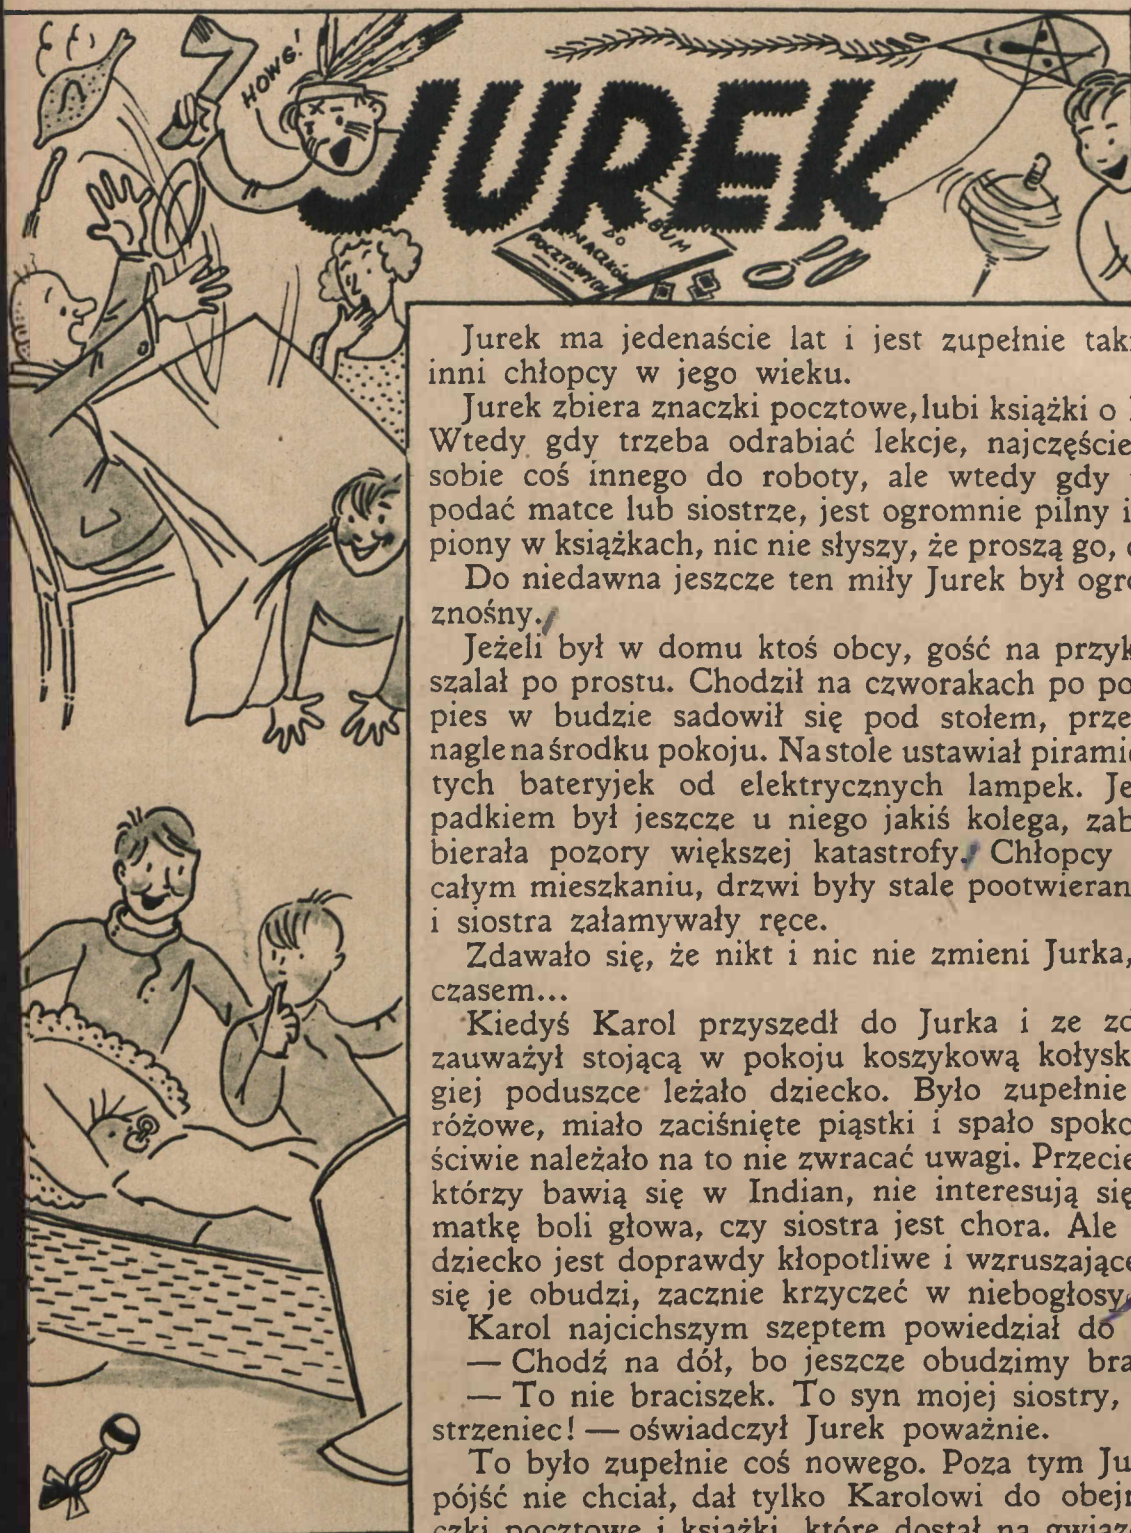 HOWG!
JUREK
ALBUM
DO
ZNACZKÓW
POCZTOWYCH
Jurek ma jedenaście lat i jest zupełnie tak
inni chłopcy w jego wieku.
Jurek zbiera znaczki pocztowe, lubi książki o
Wtedy gdy trzeba odrabiać lekcje, najczęście
sobie coś innego do roboty, ale wtedy gdy
podać matce lub siostrze, jest ogromnie pilny i
piony w książkach, nic nie słyszy, że proszą go,
Do niedawna jeszcze ten miły Jurek był ogro
znośny.
Jeżeli był w domu ktoś obcy, gość na przyk
szalał po prostu. Chodził na czworakach po po
pies w budzie sadowił się pod stołem, prze
nagle na środku pokoju. Na stole ustawiał pirami
tych bateryjek od elektrycznych lampek. Je
padkiem był jeszcze u niego jakiś kolega, zab
bierała pozory większej katastrofy. Chłopcy
całym mieszkaniu, drzwi były stale pootwieran
i siostra załamywały ręce.
Zdawało się, że nikt i nic nie zmieni Jurka,
czasem...
Kiedyś Karol przyszedł do Jurka i ze zd
zauważył stojącą w pokoju koszykową kołysk
giej poduszce leżało dziecko. Było zupełnie
różowe, miało zaciśnięte piąstki i spało spoko
ściwie należało na to nie zwracać uwagi. Przecie
którzy bawią się w Indian, nie interesują się
matkę boli głowa, czy siostra jest chora. Ale
dziecko jest doprawdy kłopotliwe i wzruszające
się je obudzi, zacznie krzyczeć w niebogłosy,
Karol najcichszym szeptem powiedział do
— Chodź na dół, bo jeszcze obudzimy bra
— To nie braciszek. To syn mojej siostry,
strzeniec! — oświadczył Jurek poważnie.
To było zupełnie coś nowego. Poza tym Ju
pójść nie chciał, dał tylko Karolowi do obejr
czki pocztowe i książki, które dostał na gwiaz